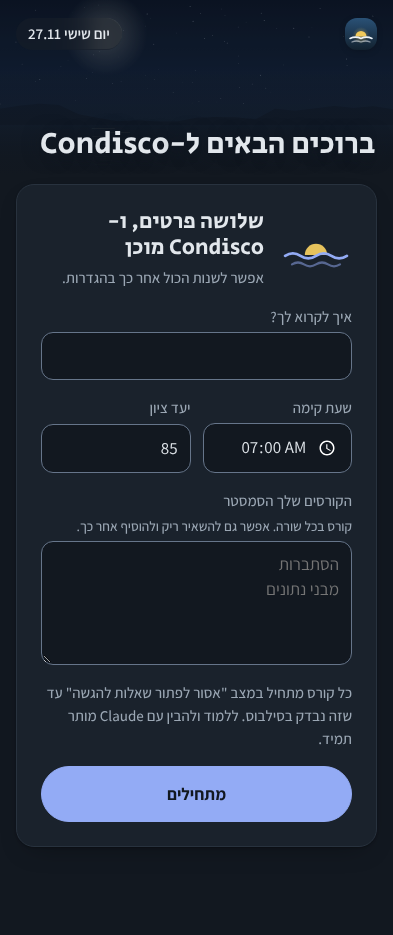 יום שישי 27.11
ברוכים הבאים ל-Condisco
שלושה פרטים, ו-
Condisco מוכן
אפשר לשנות הכול אחר כך בהגדרות.
איך לקרוא לך?
שעת קימה
יעד ציון
07:00 AM
85
הקורסים שלך הסמסטר
קורס בכל שורה. אפשר גם להשאיר ריק ולהוסיף אחר כך.
הסתברות
מבני נתונים
כל קורס מתחיל במצב "אסור לפתור שאלות להגשה" עד
שזה נבדק בסילבוס. ללמוד ולהבין עם Claude מותר
תמיד.
מתחילים